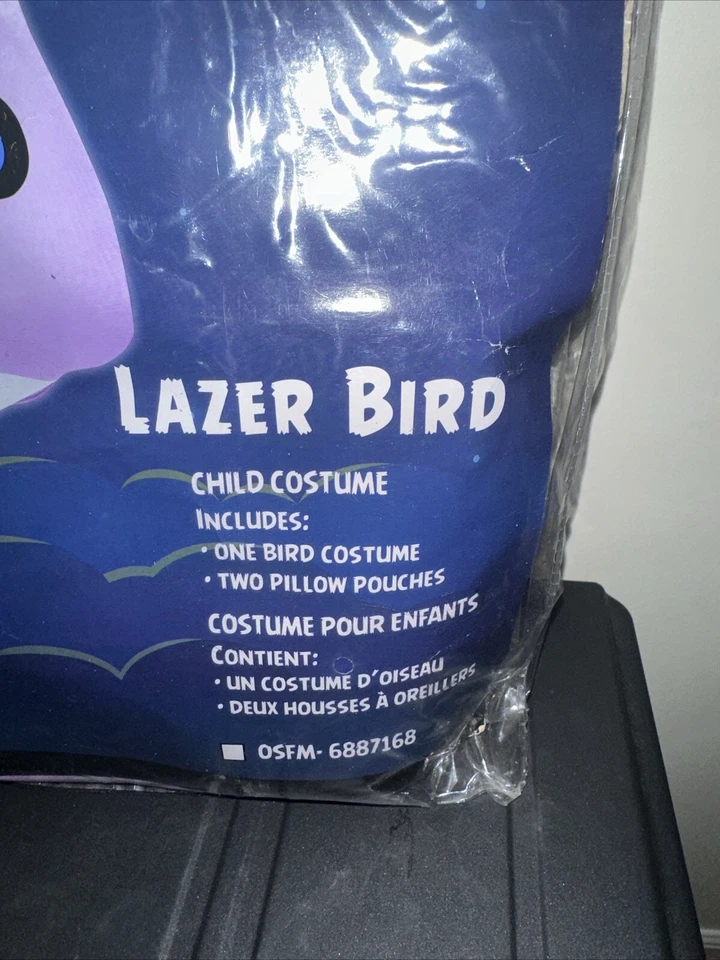 LAZER BIRD
CHILD COSTUME
INCLUDES:
• ONE BIRD COSTUME
• TWO PILLOW POUCHES
COSTUME POUR ENFANTS
CONTIENT:
• UN COSTUME D'OISEAU
• DEUX HOUSSES À OREILLERS
OSFM- 6887168